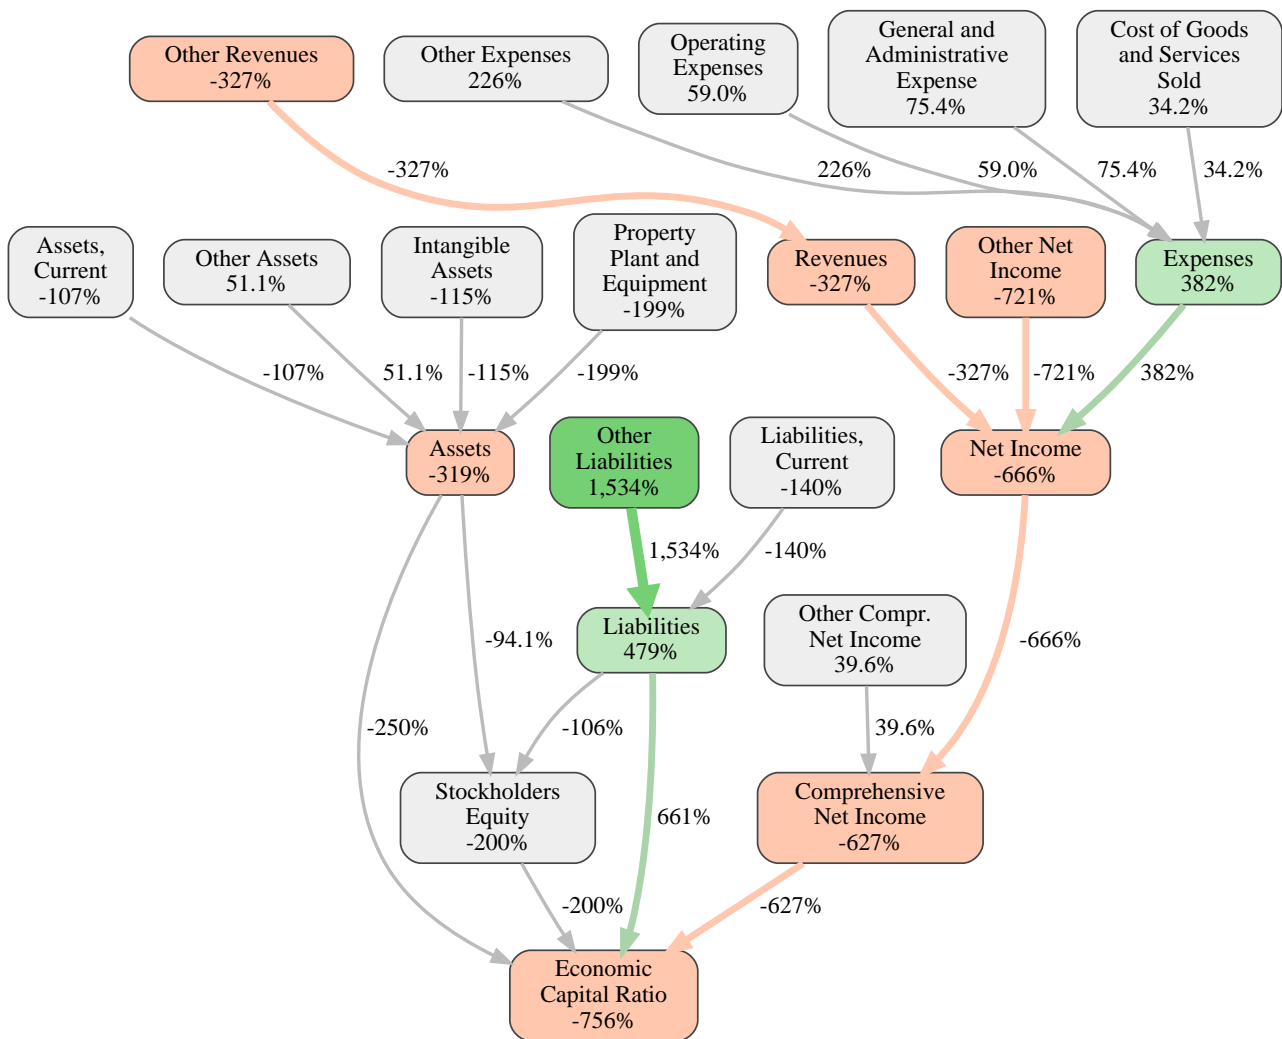 Other Revenues
-327%
Other Expenses
226%
Operating
Expenses
59.0%
General and
Administrative
Expense
75.4%
Cost of Goods
and Services
Sold
34.2%
-327%
226%
59.0%
75.4%
34.2%
Assets,
Current
-107%
Other Assets
51.1%
Intangible
Assets
-115%
Property
Plant and
Equipment
-199%
Revenues
-327%
Other Net
Income
-721%
Expenses
382%
-107%
51.1%
-115%
-199%
-327%
-721%
382%
Assets
-319%
Other
Liabilities
1,534%
Liabilities,
Current
-140%
Net Income
-666%
1,534%
-140%
-94.1%
Liabilities
479%
Other Compr.
Net Income
39.6%
-666%
-250%
-106%
39.6%
Stockholders
Equity
-200%
661%
Comprehensive
Net Income
-627%
-200%
-627%
Economic
Capital Ratio
-756%